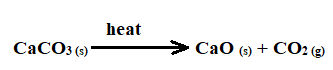 heat
CaCO3 (s) → CaO (s) + CO2 (g)